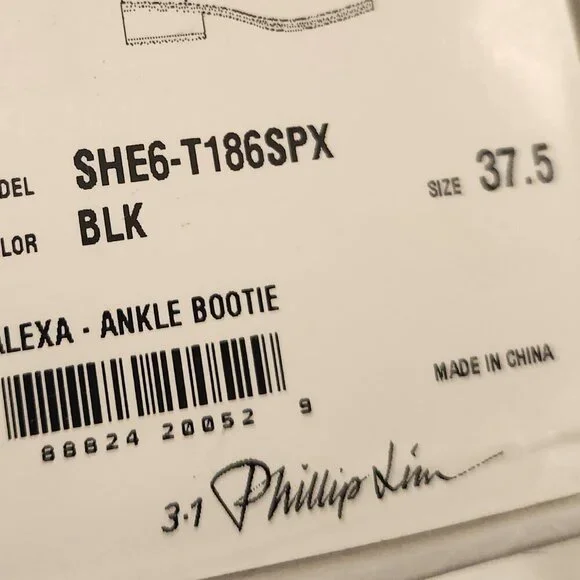 DEL SHE6-T186SPX
SIZE 37.5
LOR BLK
LEXA - ANKLE BOOTIE
MADE IN CHINA
88824 20052 9
3.1 Phillip Lim